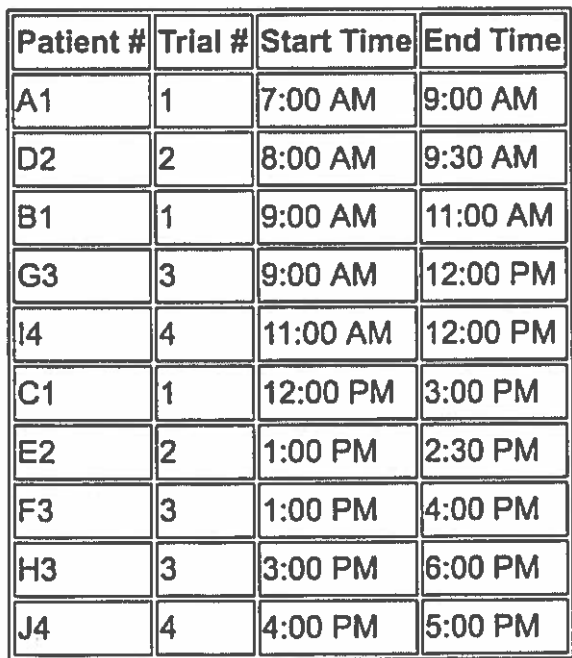 Patient # Trial # Start Time End Time
A1 1 7:00 AM 9:00 AM
D2 2 8:00 AM 9:30 AM
B1 1 9:00 AM 11:00 AM
G3 3 9:00 AM 12:00 PM
I4 4 11:00 AM 12:00 PM
C1 1 12:00 PM 3:00 PM
E2 2 1:00 PM 2:30 PM
F3 3 1:00 PM 4:00 PM
H3 3 3:00 PM 6:00 PM
J4 4 4:00 PM 5:00 PM